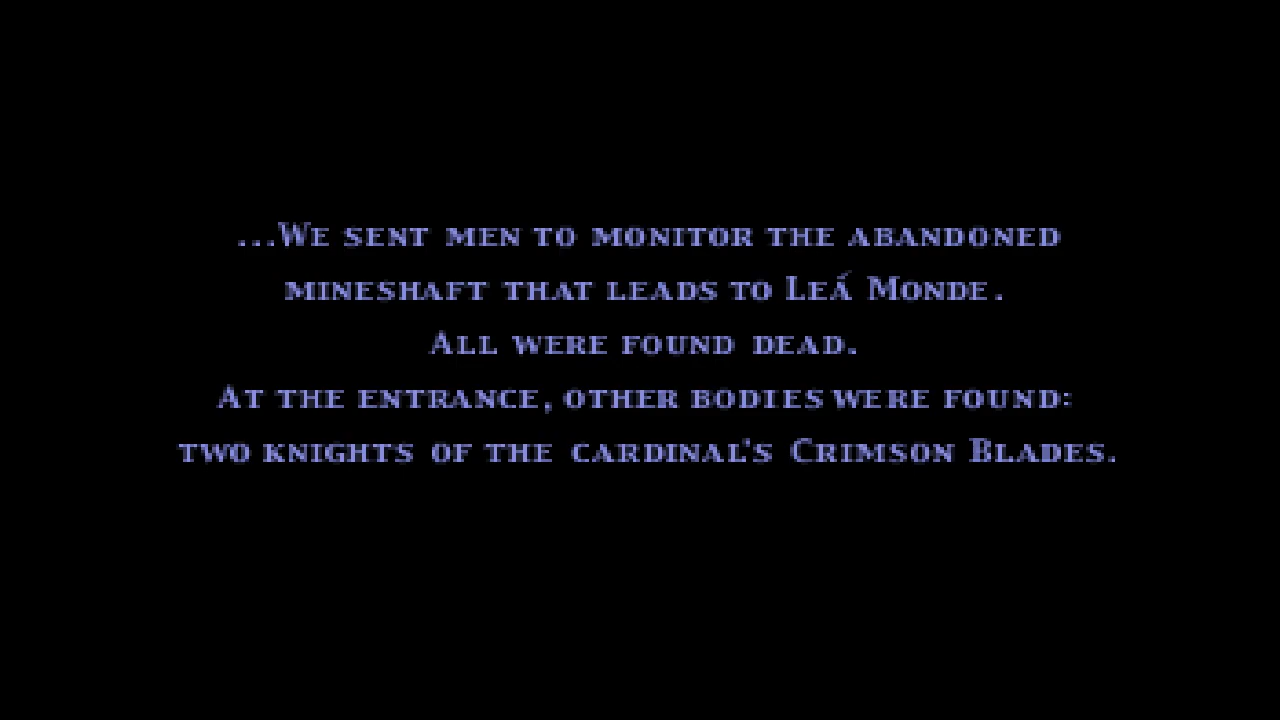 ...We sent men to monitor the abandoned
mineshaft that leads to Leá Monde.
All were found dead.
At the entrance, other bodies were found:
two knights of the cardinal's Crimson Blades.